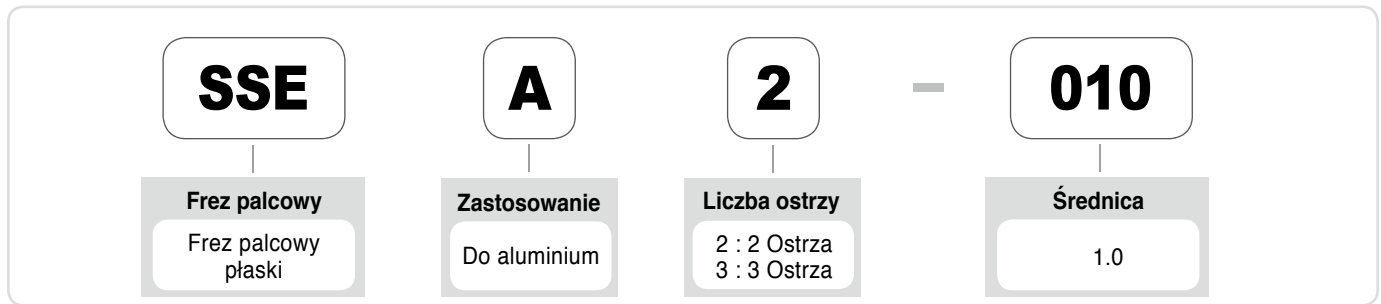 SSE A 2 - 010
Frez palcowy Zastosowanie Liczba ostrzy Średnica
Frez palcowy
płaski
Do aluminium
2 : 2 Ostrza
3 : 3 Ostrza
1.0